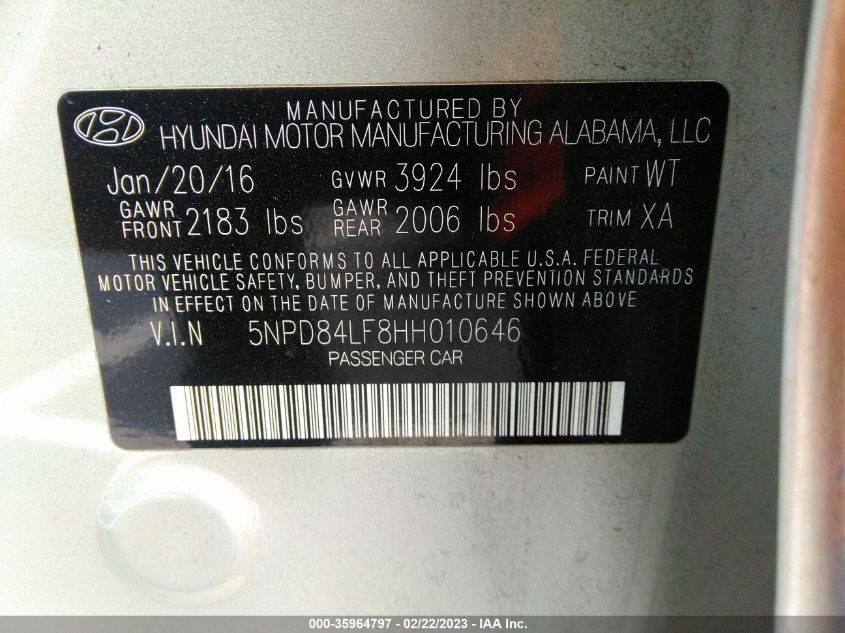 MANUFACTURED BY
HYUNDAI MOTOR MANUFACTURING ALABAMA, LLC
Jan/20/16 GVWR 3924 lbs PAINT WT
GAWR FRONT 2183 lbs GAWR REAR 2006 lbs TRIM XA
THIS VEHICLE CONFORMS TO ALL APPLICABLE U.S.A. FEDERAL
MOTOR VEHICLE SAFETY, BUMPER, AND THEFT PREVENTION STANDARDS
IN EFFECT ON THE DATE OF MANUFACTURE SHOWN ABOVE.
V.I.N 5NPD84LF8HH010646
PASSENGER CAR
000-35964797 - 02/22/2023 - IAA Inc.